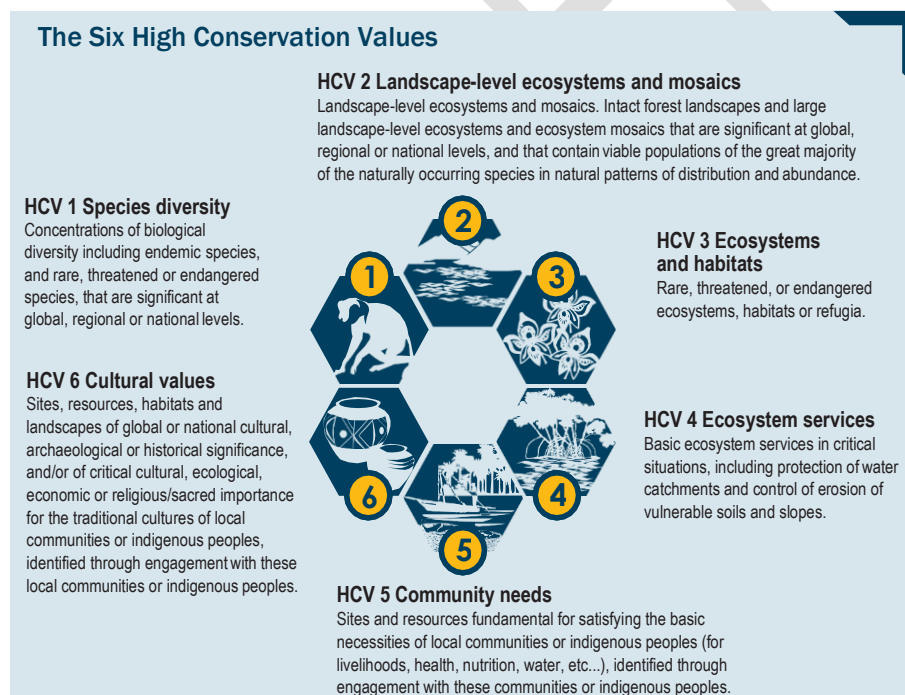 The Six High Conservation Values
HCV 2 Landscape-level ecosystems and mosaics
Landscape-level ecosystems and mosaics. Intact forest landscapes and large
landscape-level ecosystems and ecosystem mosaics that are significant at global,
regional or national levels, and that contain viable populations of the great majority
of the naturally occurring species in natural patterns of distribution and abundance.
HCV 1 Species diversity
Concentrations of biological
diversity including endemic species,
and rare, threatened or endangered
species, that are significant at
global, regional or national levels.
2
1
3
HCV 3 Ecosystems
and habitats
Rare, threatened, or endangered
ecosystems, habitats or refugia.
HCV 6 Cultural values
Sites, resources, habitats and
landscapes of global or national cultural,
archaeological or historical significance,
and/or of critical cultural, ecological,
economic or religious/sacred importance
for the traditional cultures of local
communities or indigenous peoples,
identified through engagement with these
local communities or indigenous peoples.
6
4
5
HCV 4 Ecosystem services
Basic ecosystem services in critical
situations, including protection of water
catchments and control of erosion of
vulnerable soils and slopes.
HCV 5 Community needs
Sites and resources fundamental for satisfying the basic
necessities of local communities or indigenous peoples (for
livelihoods, health, nutrition, water, etc...), identified through
engagement with these communities or indigenous peoples.